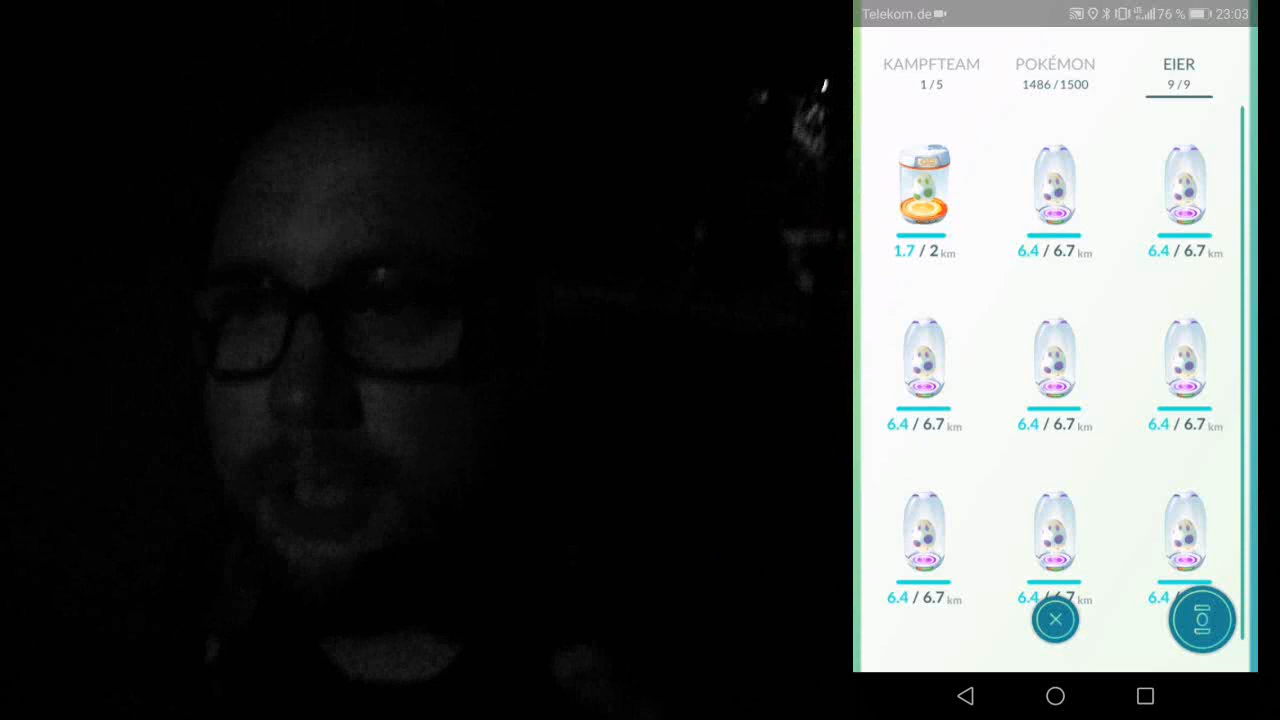 Telekom.de 76 % 23:03
KAMPFTEAM POKÉMON EIER
1/5 1486/1500 9/9
1.7 / 2 km 6.4 / 6.7 km 6.4 / 6.7 km
6.4 / 6.7 km 6.4 / 6.7 km 6.4 / 6.7 km
6.4 / 6.7 km 6.4 / 7 km 6.4 /